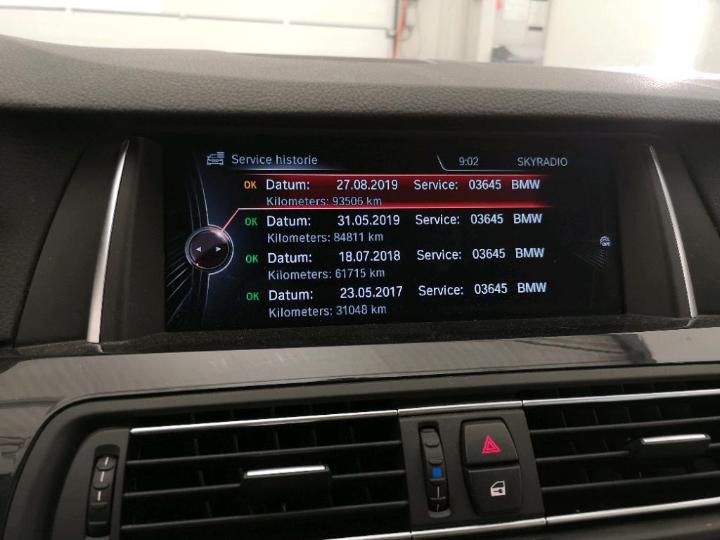 Service historie 9:02 SKYRADIO
OK Datum: 27.08.2019 Service: 03645 BMW
Kilometers: 93506 km
OK Datum: 31.05.2019 Service: 03645 BMW
Kilometers: 84811 km
OK Datum: 18.07.2018 Service: 03645 BMW
Kilometers: 61715 km
OK Datum: 23.05.2017 Service: 03645 BMW
Kilometers: 31048 km